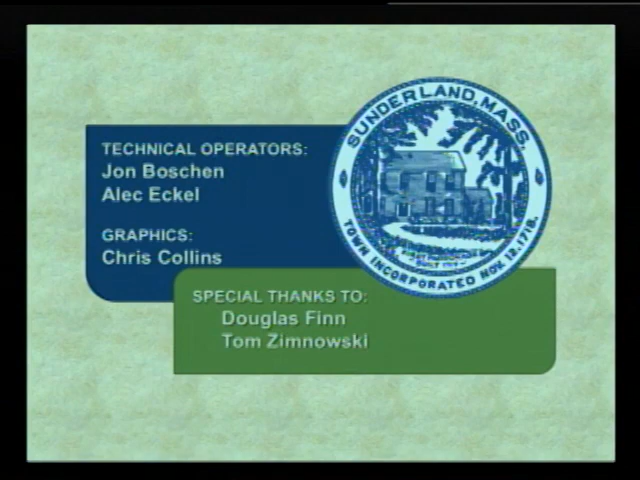 TECHNICAL OPERATORS:
Jon Boschen
Alec Eckel
GRAPHICS:
Chris Collins
SPECIAL THANKS TO:
Douglas Finn
Tom Zimnowski
SUNDERLAND, MASS.
TOWN INCORPORATED NOV. 12, 1718.